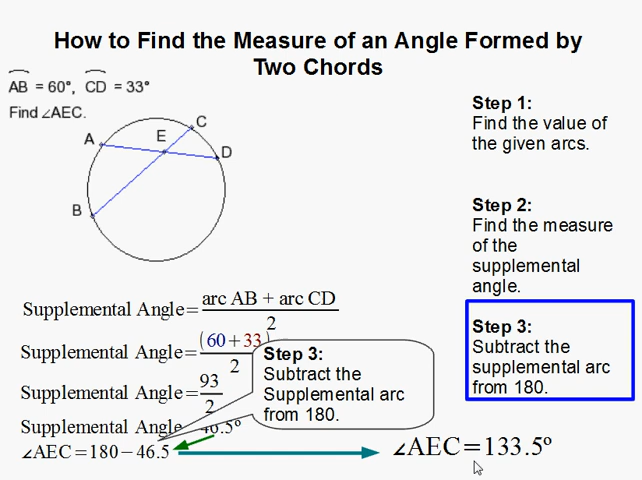 How to Find the Measure of an Angle Formed by
Two Chords
AB = 60°, CD = 33°
Find ∠AEC.
A
E
C
D
B
Step 1:
Find the value of
the given arcs.
Step 2:
Find the measure
of the
supplemental
angle.
Step 3:
Subtract the
supplemental arc
from 180.
Supplemental Angle = (arc AB + arc CD) / 2
Supplemental Angle = (60+33) / 2
Supplemental Angle = 93 / 2
Supplemental Angle 46.5°
∠AEC = 180 − 46.5
Step 3:
Subtract the
Supplemental arc
from 180.
∠AEC = 133.5º